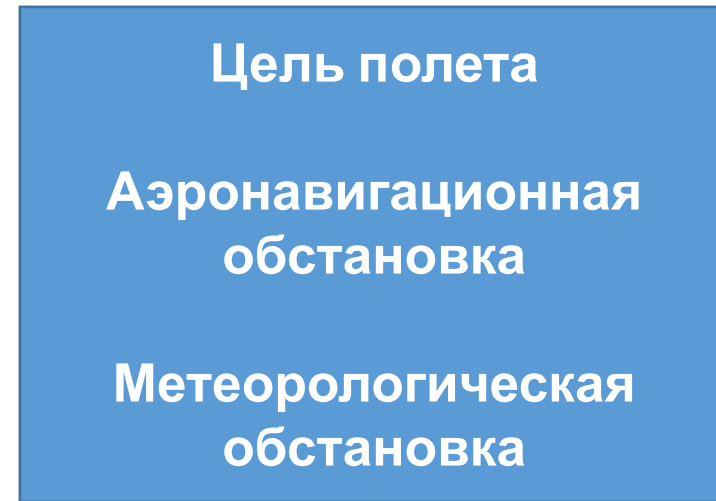 Цель полета
Аэронавигационная
обстановка
Метеорологическая
обстановка